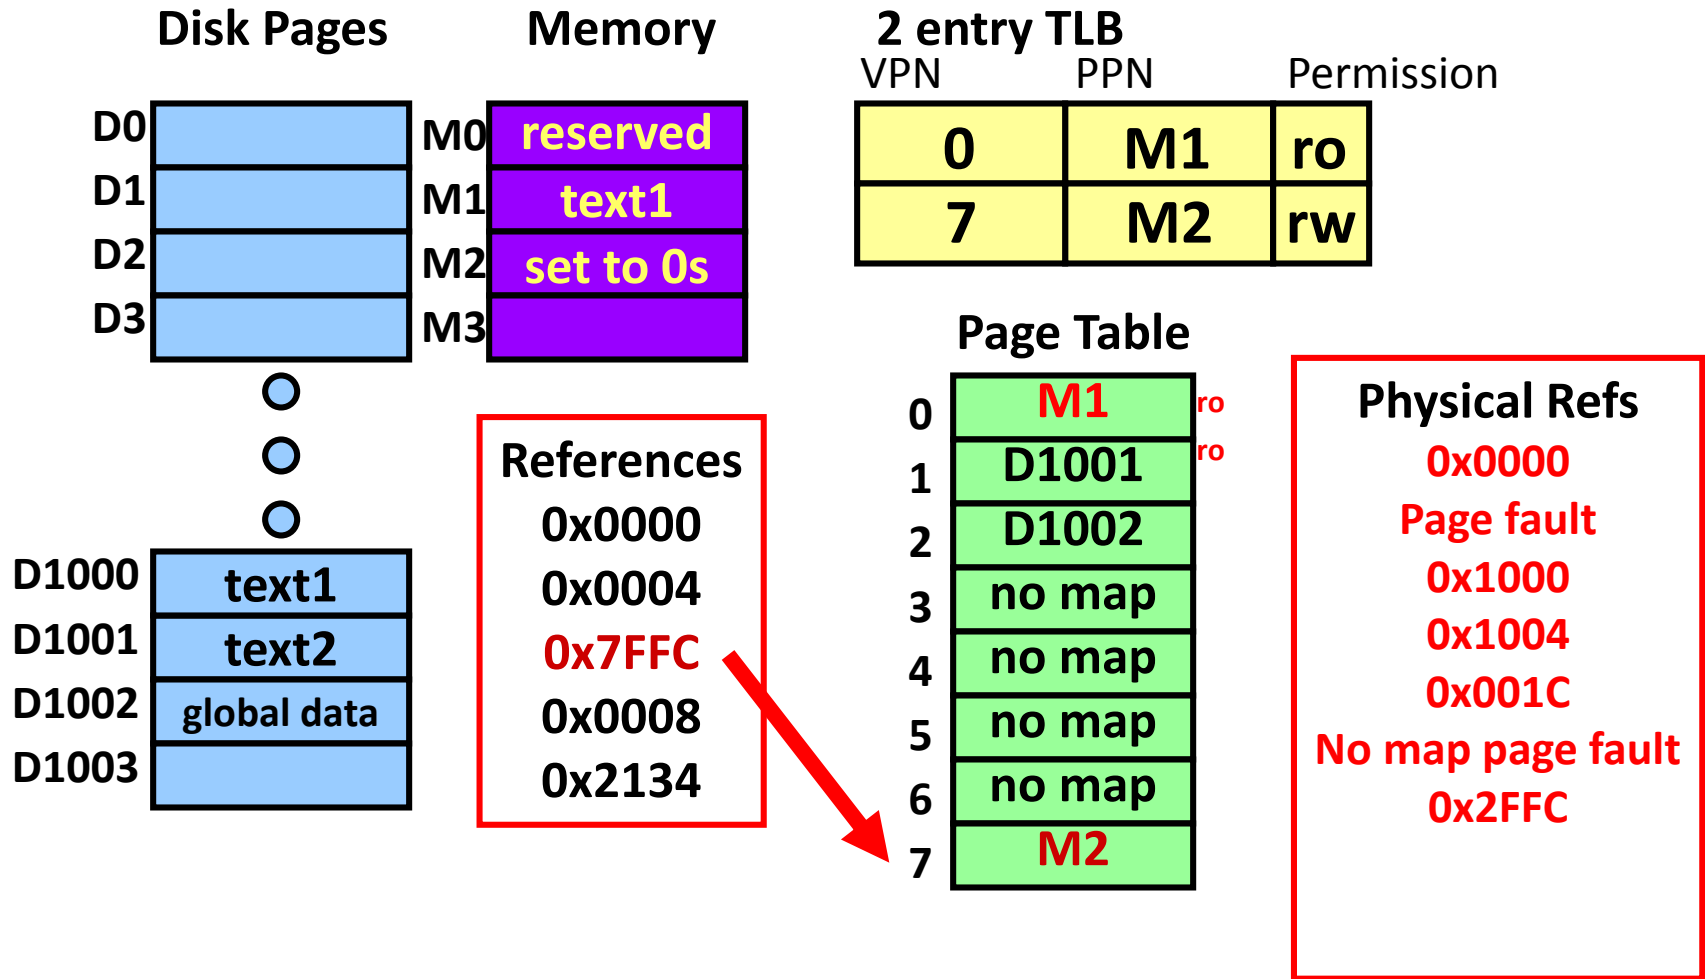 Disk Pages
D0
D1
D2
D3
D1000 text1
D1001 text2
D1002 global data
D1003
Memory
M0 reserved
M1 text1
M2 set to 0s
M3
2 entry TLB
VPN PPN Permission
0 M1 ro
7 M2 rw
References
0x0000
0x0004
0x7FFC
0x0008
0x2134
Page Table
0 M1 ro
1 D1001 ro
2 D1002
3 no map
4 no map
5 no map
6 no map
7 M2
Physical Refs
0x0000
Page fault
0x1000
0x1004
0x001C
No map page fault
0x2FFC